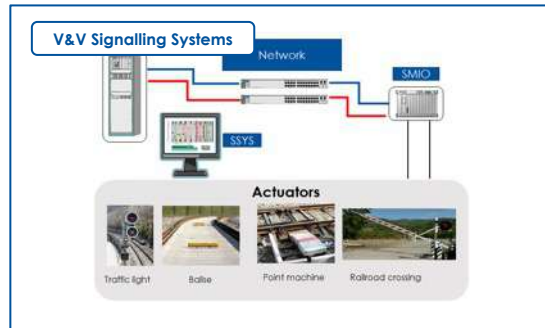 V&V Signalling Systems
Network
SMIO
SSYS
Actuators
Traffic light
Balise
Point machine
Railroad crossing